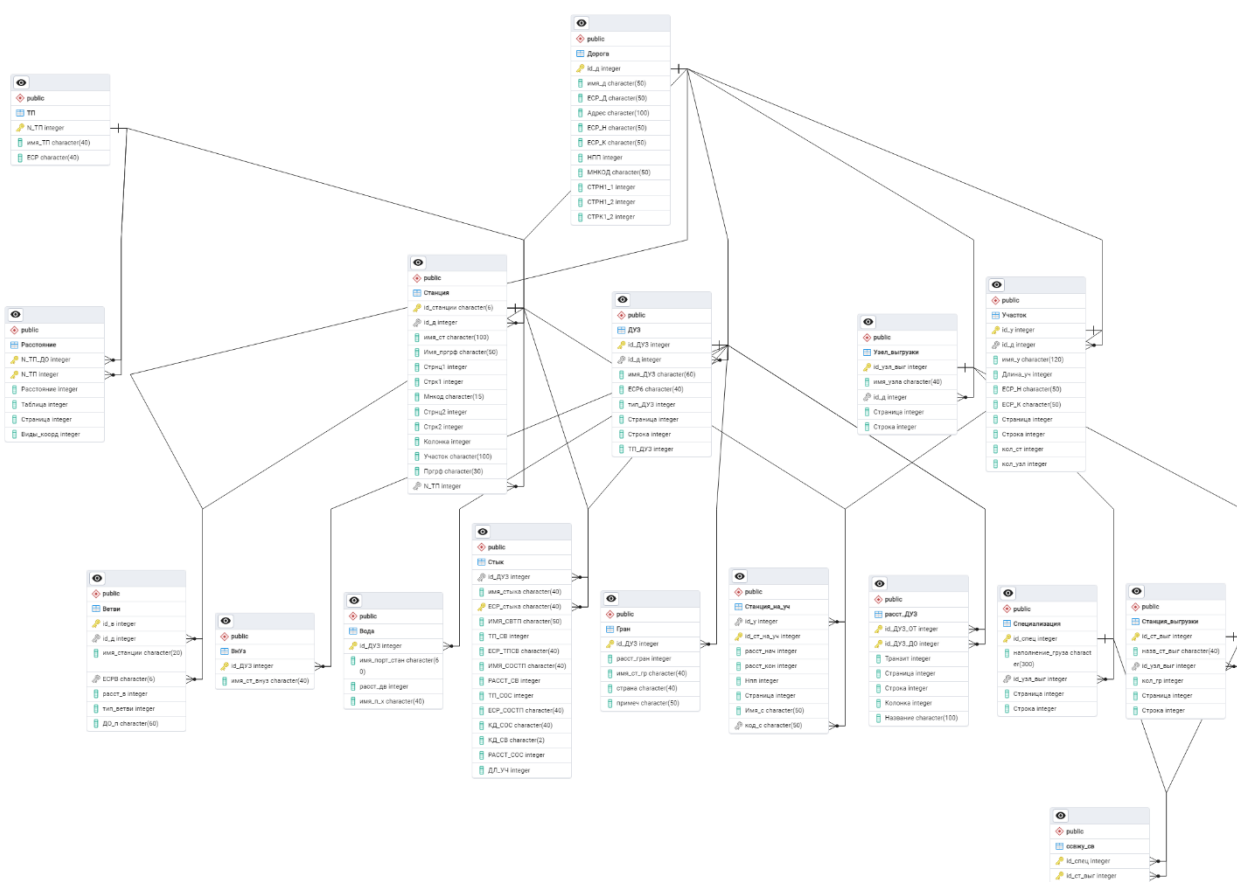 public
Дорога
id_д integer
имя_д character(50)
ЕСР_Д character(50)
Адрес character(100)
ЕСР_Н character(50)
ЕСР_К character(50)
НПП integer
МНКОД character(50)
СТРН1_1 integer
СТРН1_2 integer
СТРК1_2 integer
public
ТП
N_ТП integer
имя_ТП character(40)
ЕСР character(40)
public
Станция
id_станции character(6)
id_д integer
имя_ст character(100)
Имя_пргрф character(50)
Стрнц1 integer
Стрк1 integer
Мнкод character(15)
Стрнц2 integer
Стрк2 integer
Колонка integer
Участок character(100)
Пргрф character(30)
N_ТП integer
public
Участок
id_у integer
id_д integer
имя_у character(120)
Длина_уч integer
ЕСР_Н character(50)
ЕСР_К character(50)
Страница integer
Строка integer
кол_ст integer
кол_узл integer
public
ДУЗ
id_ДУЗ integer
id_д integer
имя_ДУЗ character(60)
ЕСР6 character(40)
тип_ДУЗ integer
Страница integer
Строка integer
ТП_ДУЗ integer
public
Расстояние
N_ТП_ДО integer
N_ТП integer
Расстояние integer
Таблица integer
Страница integer
Виды_коорд integer
public
Узел_выгрузки
id_узл_выг integer
имя_узла character(40)
id_д integer
Страница integer
Строка integer
public
Стык
id_ДУЗ integer
имя_стыка character(40)
ЕСР_стыка character(40)
ИМЯ_СВТП character(50)
ТП_СВ integer
ЕСР_ТПСВ character(40)
ИМЯ_СОСТП character(40)
РАССТ_СВ integer
ТП_СОС integer
ЕСР_СОСТП character(40)
КД_СОС character(40)
КД_СВ character(2)
РАССТ_СОС integer
ДЛ_УЧ integer
public
Ветви
id_в integer
id_д integer
имя_станции character(20)
ЕСРВ character(6)
расст_в integer
тип_ветви integer
ДО_п character(60)
public
ВнУз
id_ДУЗ integer
имя_ст_внуз character(40)
public
Вода
id_ДУЗ integer
имя_порт_стан character(6
0)
расст_дв integer
имя_п_х character(40)
public
Гран
id_ДУЗ integer
расст_гран integer
имя_ст_гр character(40)
страна character(40)
примеч character(50)
public
Станция_на_уч
id_у integer
id_ст_на_уч integer
расст_нач integer
расст_кон integer
Нпп integer
Страница integer
Имя_с character(50)
код_с character(50)
public
расст_ДУЗ
id_ДУЗ_ОТ integer
id_ДУЗ_ДО integer
Транзит integer
Страница integer
Строка integer
Колонка integer
Название character(100)
public
Специализация
id_спец integer
наполнение_груза charact
er(300)
id_узл_выг integer
Страница integer
Строка integer
public
Станция_выгрузки
id_ст_выг integer
назв_ст_выг character(40)
id_узл_выг integer
кол_гр integer
Страница integer
Строка integer
public
id_спец integer
id_ст_выг integer